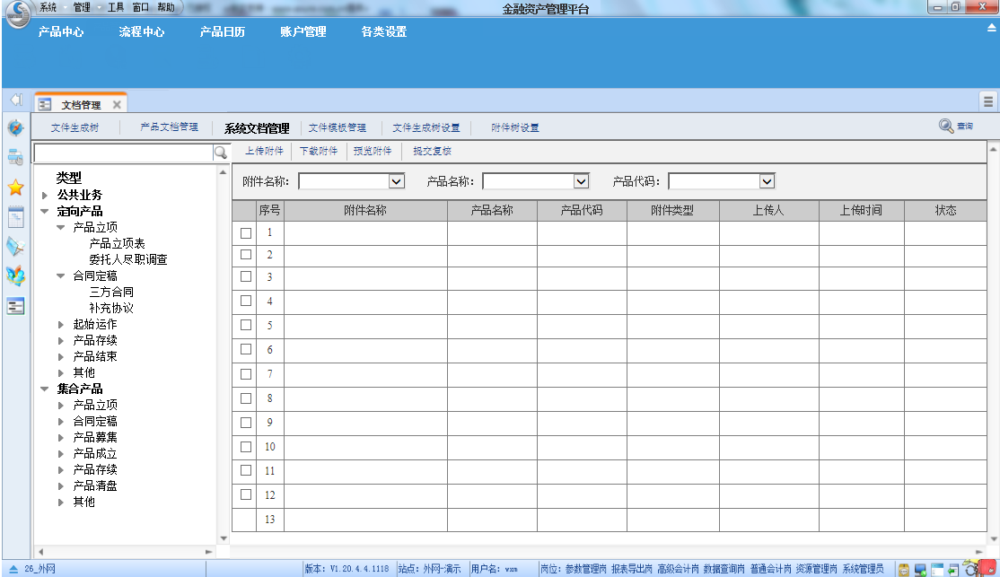 系统 管理 工具 窗口 帮助
金融资产管理平台
产品中心 流程中心 产品日历 账户管理 各类设置
文档管理
文件生成树 产品文档管理 系统文档管理 文件模板管理 文件生成树设置 附件树设置 查询
上传附件 下载附件 预览附件 提交复核
附件名称: 产品名称: 产品代码:
类型
公共业务
定向产品
产品立项
产品立项表
委托人尽职调查
合同定稿
三方合同
补充协议
起始运作
产品存续
产品结束
其他
集合产品
产品立项
合同定稿
产品募集
产品成立
产品存续
产品清盘
其他
序号 附件名称 产品名称 产品代码 附件类型 上传人 上传时间 状态
1
2
3
4
5
6
7
8
9
10
11
12
13
26_外网 版本: V1.20.4.4.1118 站点: 外网-演示 用户名: wxm 岗位: 参数管理岗 报表导出岗 高级会计岗 数据查询岗 普通会计岗 资源管理岗 系统管理员